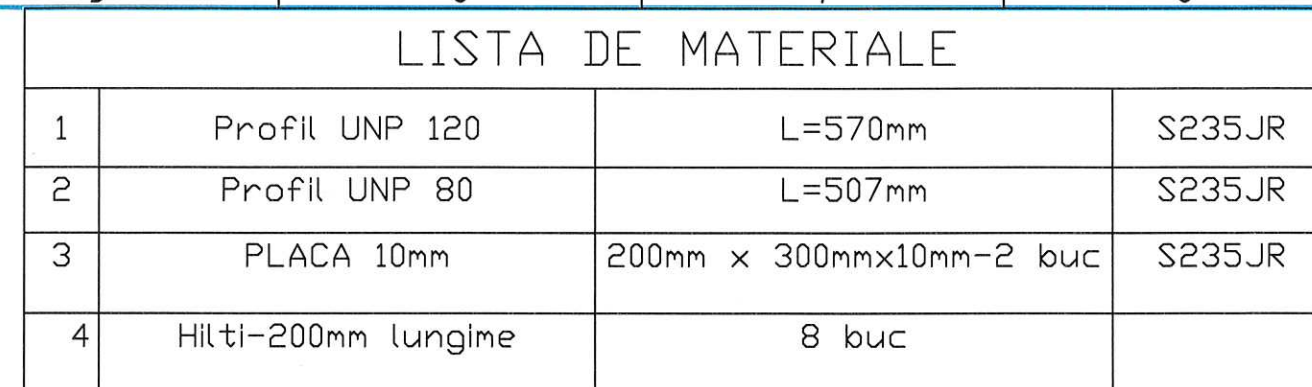 LISTA DE MATERIALE
1 Profil UNP 120 L=570mm S235JR
2 Profil UNP 80 L=507mm S235JR
3 PLACA 10mm 200mm x 300mmx10mm-2 buc S235JR
4 Hilti-200mm lungime 8 buc